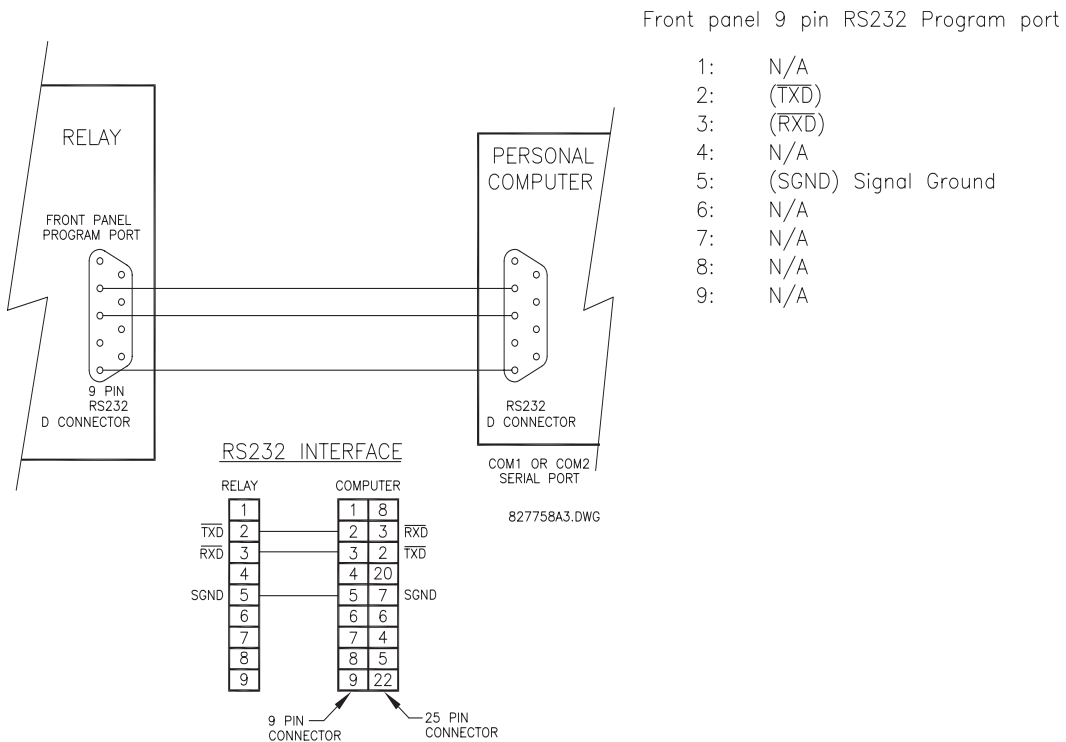 Front panel 9 pin RS232 Program port
1: N/A
2: (TXD)
3: (RXD)
4: N/A
5: (SGND) Signal Ground
6: N/A
7: N/A
8: N/A
9: N/A
RELAY
FRONT PANEL
PROGRAM PORT
9 PIN
RS232
D CONNECTOR
PERSONAL
COMPUTER
RS232
D CONNECTOR
COM1 OR COM2
SERIAL PORT
827758A3.DWG
RS232 INTERFACE
RELAY COMPUTER
1 1 8
TXD 2 2 3 RXD
RXD 3 3 2 TXD
4 4 20
SGND 5 5 7 SGND
6 6 6
7 7 4
8 8 5
9 9 22
9 PIN
CONNECTOR
25 PIN
CONNECTOR